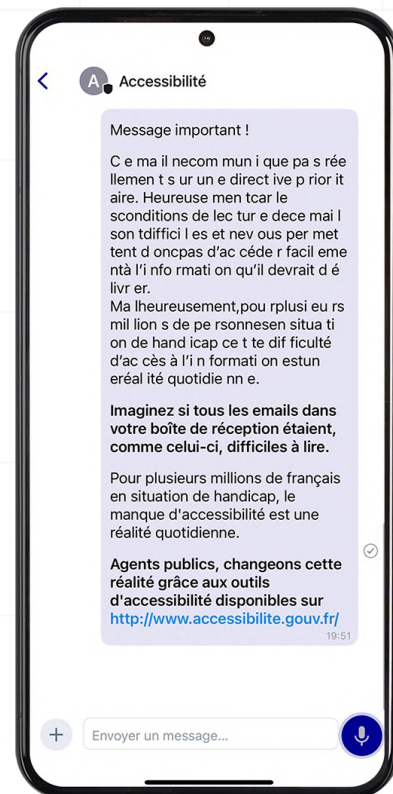 A Accessibilité
Message important !
C e ma il necom mun i que pa s rée
llemen t s ur un e direct ive p rior it
aire. Heureuse men tcar le
sconditions de lec tur e dece mai l
son tdiffici l es et nev ous per met
tent d oncpas d'ac céde r facil eme
ntà l'i nfo rmati on qu'il devrait d é
livr er.
Ma lheureusement,pou rplusi eu rs
mil lion s de pe rsonnesen situa ti
on de hand icap ce t te dif ficulté
d'ac cès à l'i n formati on estun
eréal ité quotidie nn e.
Imaginez si tous les emails dans
votre boîte de réception étaient,
comme celui-ci, difficiles à lire.
Pour plusieurs millions de français
en situation de handicap, le
manque d'accessibilité est une
réalité quotidienne.
Agents publics, changeons cette
réalité grâce aux outils
d'accessibilité disponibles sur
http://www.accessibilite.gouv.fr/
19:51
Envoyer un message...